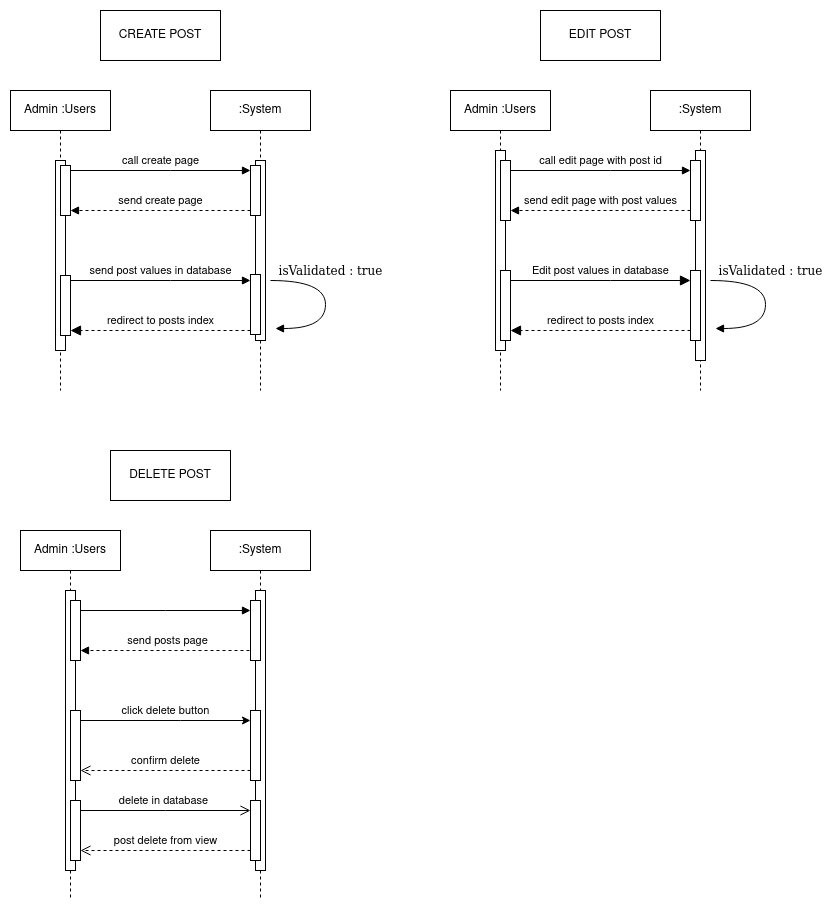 CREATE POST
Admin :Users
:System
call create page
send create page
send post values in database
isValidated : true
redirect to posts index
EDIT POST
Admin :Users
:System
call edit page with post id
send edit page with post values
Edit post values in database
isValidated : true
redirect to posts index
DELETE POST
Admin :Users
:System
send posts page
click delete button
confirm delete
delete in database
post delete from view